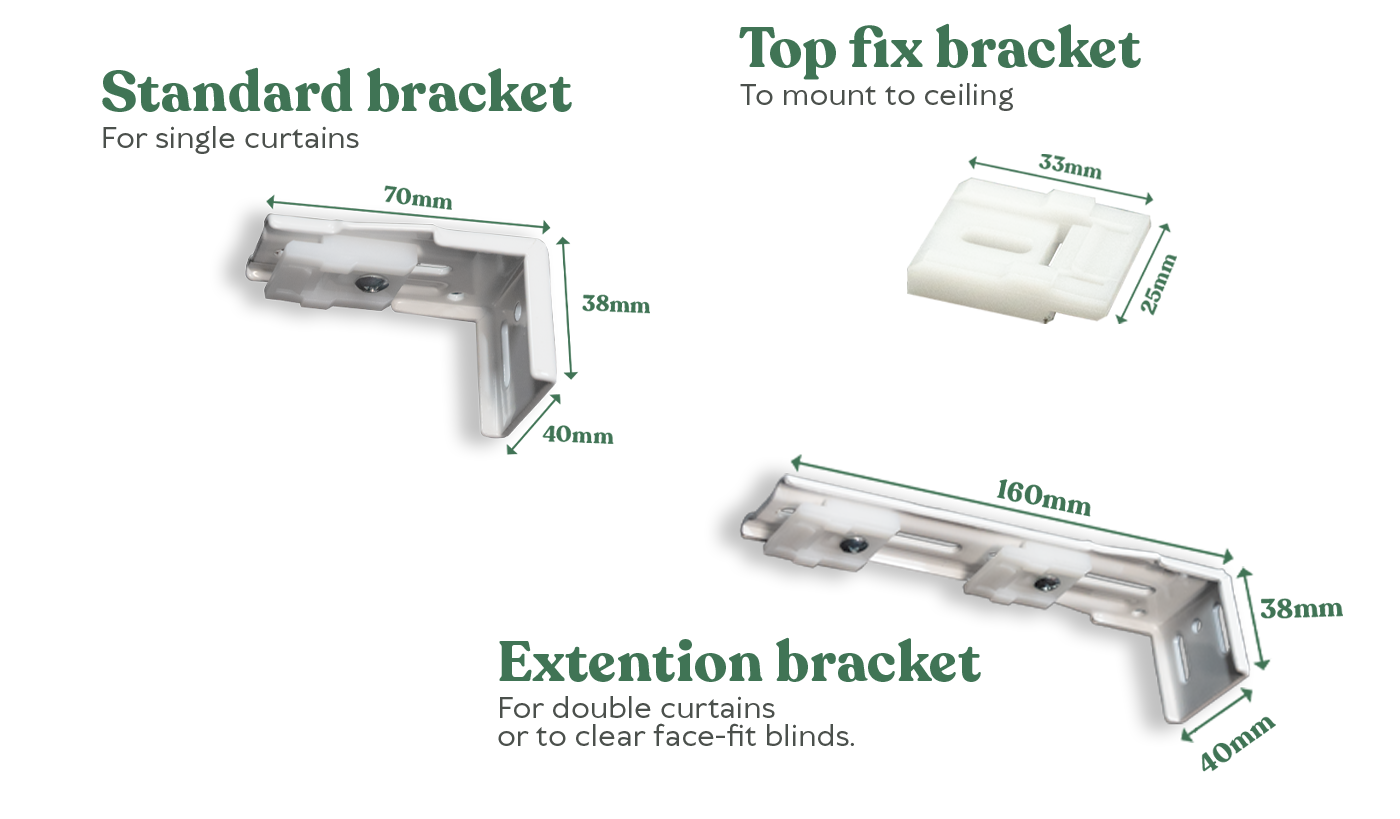 Standard bracket
For single curtains
70mm
38mm
40mm
Top fix bracket
To mount to ceiling
33mm
25mm
160mm
38mm
40mm
Extention bracket
For double curtains
or to clear face-fit blinds.